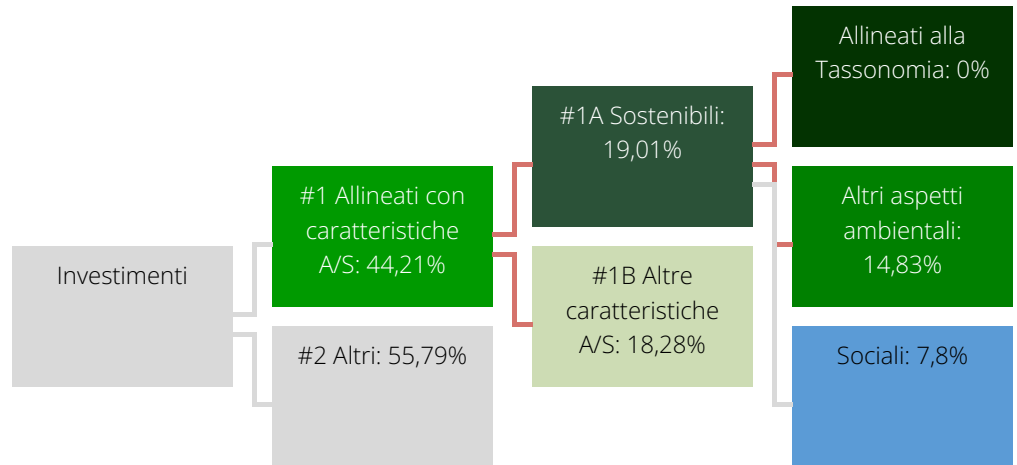 Investimenti
#1 Allineati con
caratteristiche
A/S: 44,21%
#2 Altri: 55,79%
#1A Sostenibili:
19,01%
#1B Altre
caratteristiche
A/S: 18,28%
Allineati alla
Tassonomia: 0%
Altri aspetti
ambientali:
14,83%
Sociali: 7,8%